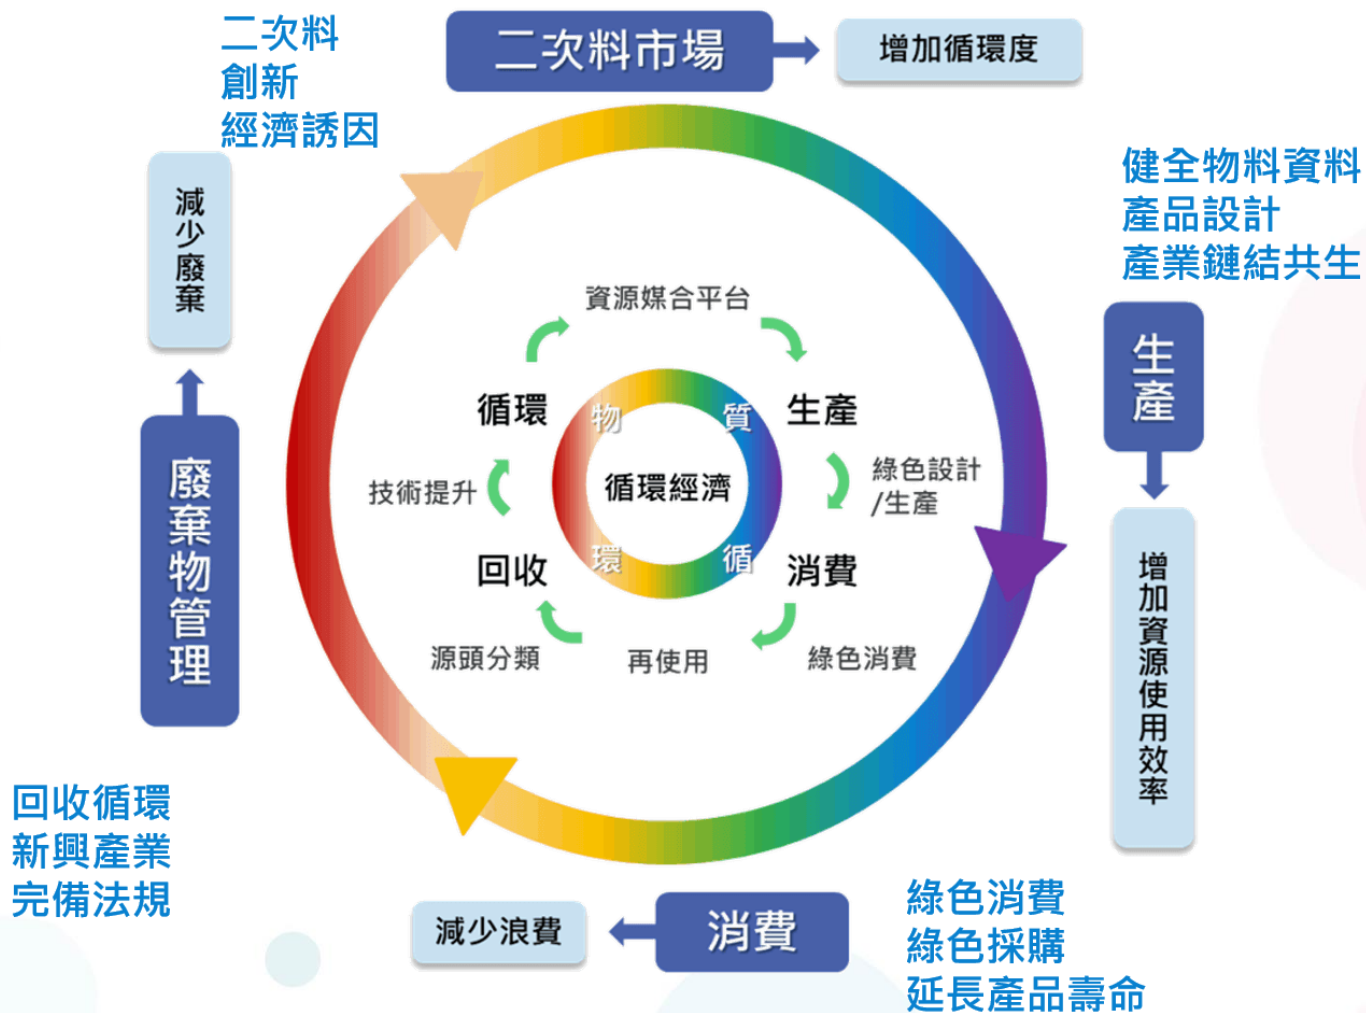 二次料
創新
經濟誘因
二次料市場
增加循環度
健全物料資料
產品設計
產業鏈結共生
減少廢棄
生產
資源媒合平台
循環
生產
物
質
循環經濟
環
循
技術提升
綠色設計
/生產
回收
消費
源頭分類
再使用
綠色消費
廢棄物管理
增加資源使用效率
回收循環
新興產業
完備法規
減少浪費
消費
綠色消費
綠色採購
延長產品壽命